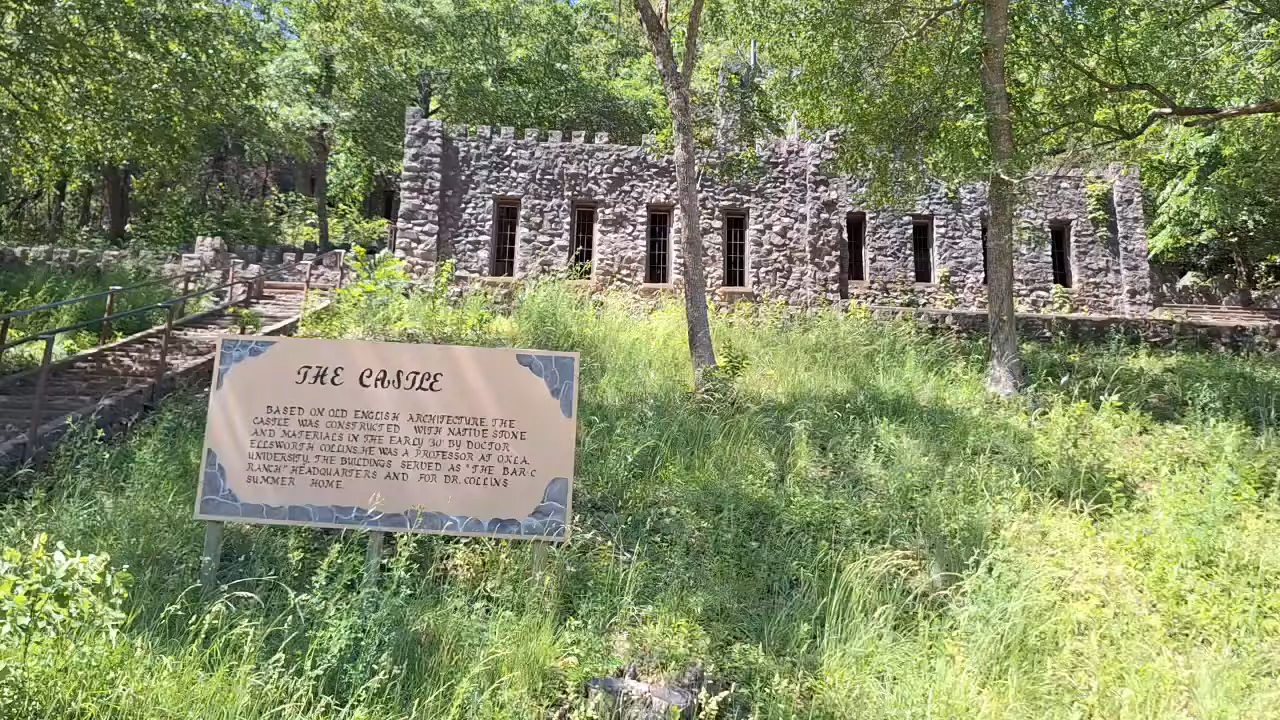 THE CASTLE
BASED ON OLD ENGLISH ARCHITECTURE, THE
CASTLE WAS CONSTRUCTED WITH NATIVE STONE
AND MATERIALS IN THE EARLY '30' BY DOCTOR
ELLSWORTH COLLINS. HE WAS A PROFESSOR AT OKLA.
UNIVERSITY. THE BUILDINGS SERVED AS "THE BAR-C
RANCH" HEADQUARTERS AND FOR DR. COLLINS
SUMMER HOME.